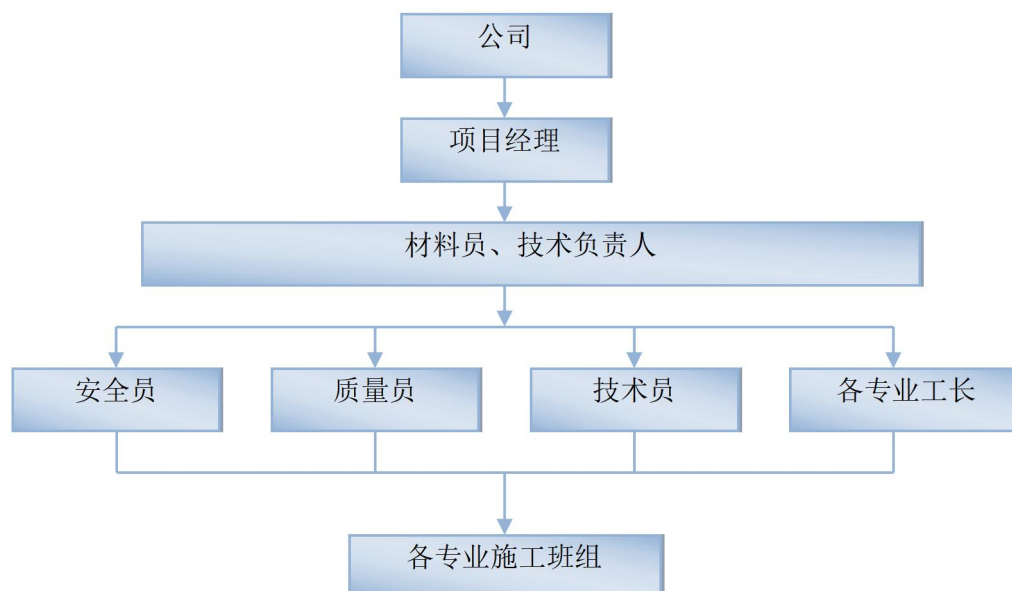 公司
项目经理
材料员、技术负责人
安全员
质量员
技术员
各专业工长
各专业施工班组